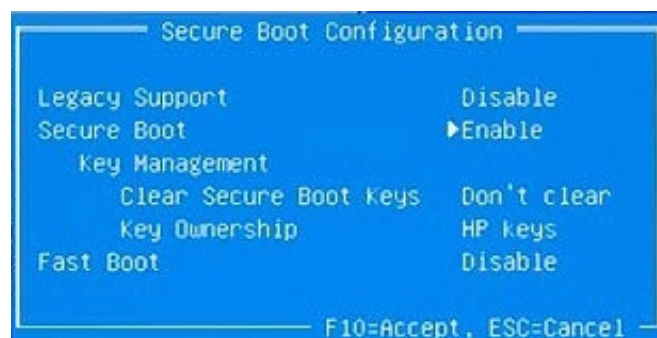 Secure Boot Configuration
Legacy Support Disable
Secure Boot ▶Enable
Key Management
Clear Secure Boot Keys Don't clear
Key Ownership HP keys
Fast Boot Disable
F10=Accept, ESC=Cancel